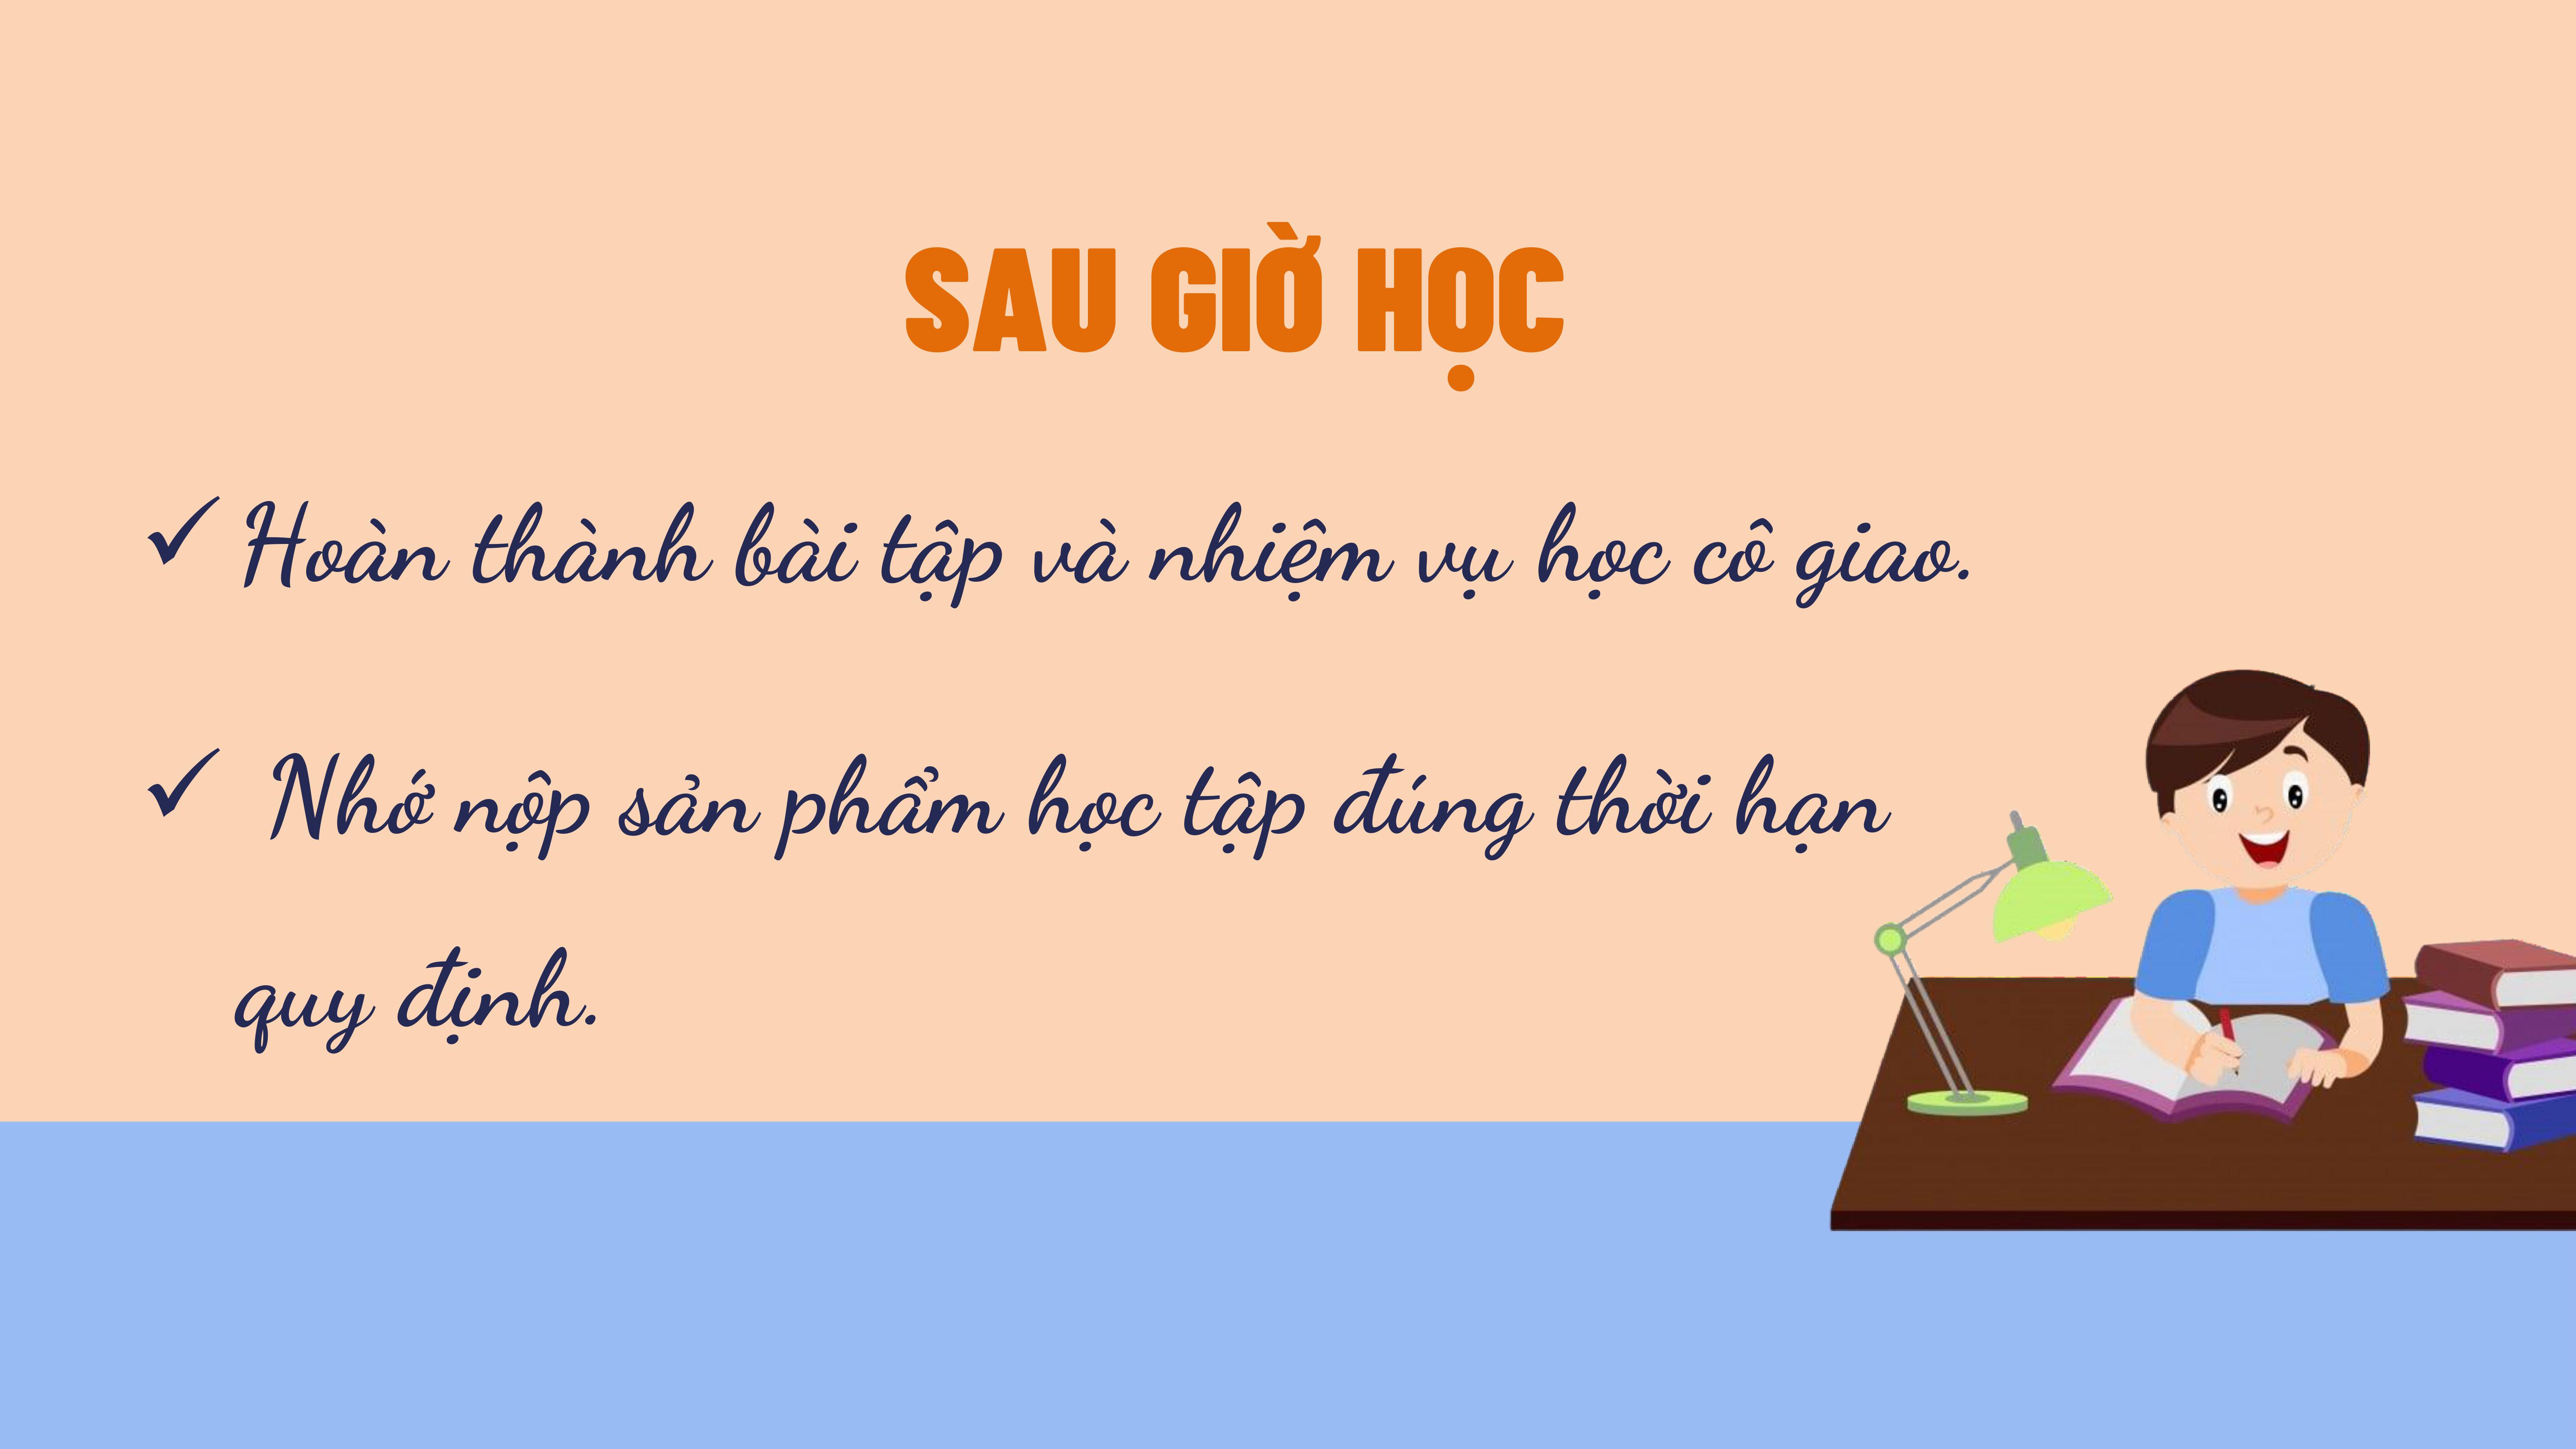 SAU GIỜ HỌC
✓ Hoàn thành bài tập và nhiệm vụ học cô giao.
✓ Nhớ nộp sản phẩm học tập đúng thời hạn
quy định.